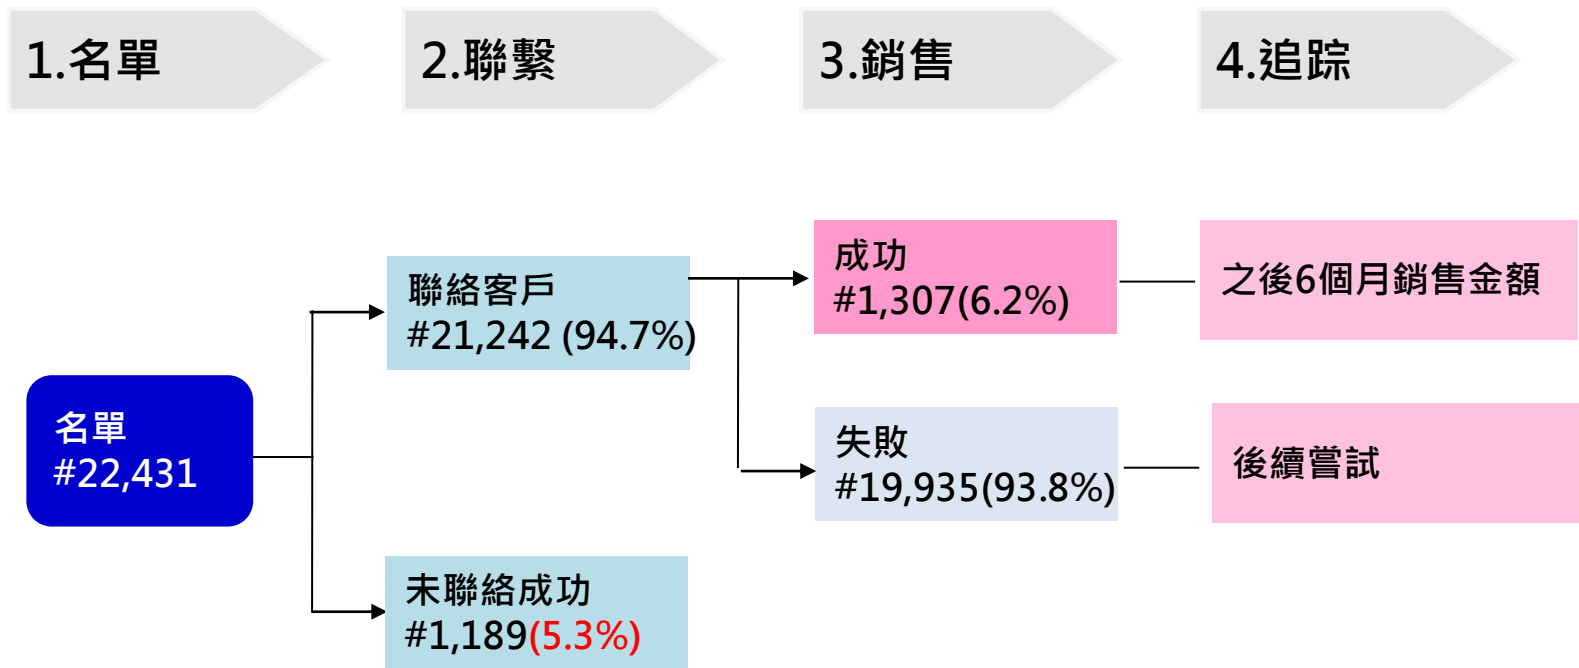 1.名單
2.聯繫
3.銷售
4.追踪
名單
#22,431
聯絡客戶
#21,242 (94.7%)
未聯絡成功
#1,189(5.3%)
成功
#1,307(6.2%)
失敗
#19,935(93.8%)
之後6個月銷售金額
後續嘗試